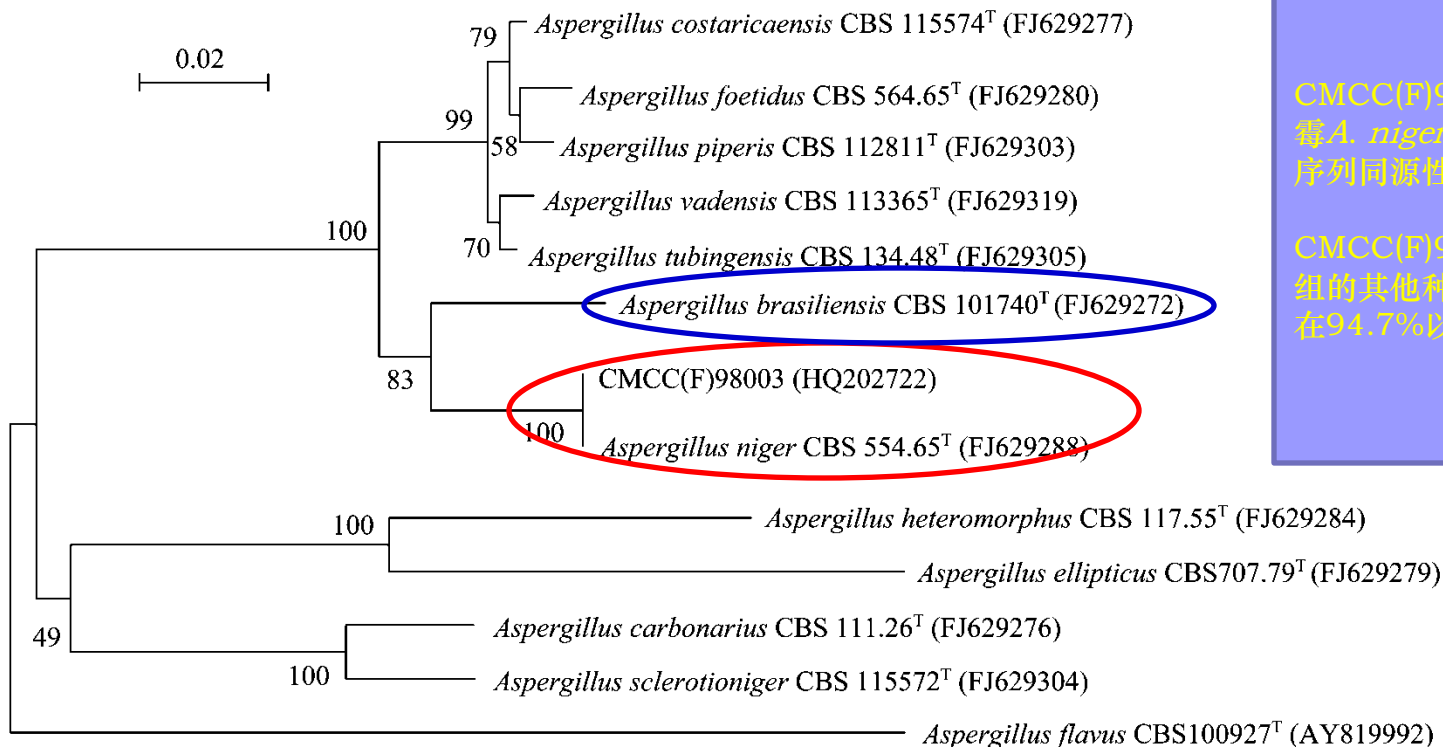 0.02
79
Aspergillus costaricaensis CBS 115574ᵀ (FJ629277)
Aspergillus foetidus CBS 564.65ᵀ (FJ629280)
99
58
Aspergillus piperis CBS 112811ᵀ (FJ629303)
Aspergillus vadensis CBS 113365ᵀ (FJ629319)
100
70
Aspergillus tubingensis CBS 134.48ᵀ (FJ629305)
Aspergillus brasiliensis CBS 101740ᵀ (FJ629272)
83
CMCC(F)98003 (HQ202722)
100
Aspergillus niger CBS 554.65ᵀ (FJ629288)
100
Aspergillus heteromorphus CBS 117.55ᵀ (FJ629284)
Aspergillus ellipticus CBS707.79ᵀ (FJ629279)
49
Aspergillus carbonarius CBS 111.26ᵀ (FJ629276)
100
Aspergillus sclerotioniger CBS 115572ᵀ (FJ629304)
Aspergillus flavus CBS100927ᵀ (AY819992)
CMCC(F)9
霉A. niger
序列同源性
CMCC(F)9
组的其他种
在94.7%以